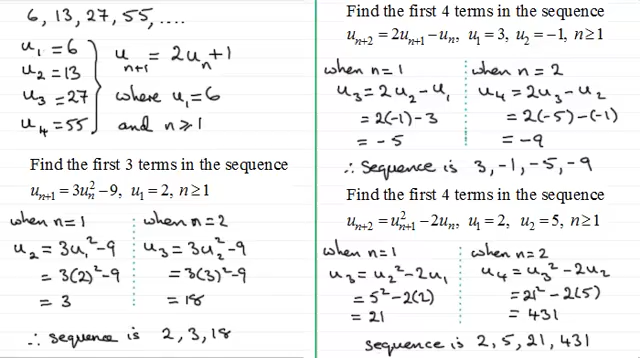 6, 13, 27, 55, ....
u₁ = 6
u₂ = 13
u₃ = 27
u₄ = 55
uₙ₊₁ = 2uₙ + 1
where u₁ = 6
and n ⩾ 1
Find the first 3 terms in the sequence
uₙ₊₁ = 3uₙ² − 9, u₁ = 2, n ≥ 1
when n = 1
u₂ = 3u₁² − 9
= 3(2)² − 9
= 3
when n = 2
u₃ = 3u₂² − 9
= 3(3)² − 9
= 18
∴ sequence is 2, 3, 18
Find the first 4 terms in the sequence
uₙ₊₂ = 2uₙ₊₁ − uₙ, u₁ = 3, u₂ = −1, n ≥ 1
when n = 1
u₃ = 2u₂ − u₁
= 2(−1) − 3
= −5
when n = 2
u₄ = 2u₃ − u₂
= 2(−5) − (−1)
= −9
∴ sequence is 3, −1, −5, −9
Find the first 4 terms in the sequence
uₙ₊₂ = uₙ₊₁² − 2uₙ, u₁ = 2, u₂ = 5, n ≥ 1
when n = 1
u₃ = u₂² − 2u₁
= 5² − 2(2)
= 21
when n = 2
u₄ = u₃² − 2u₂
= 21² − 2(5)
= 431
sequence is 2, 5, 21, 431